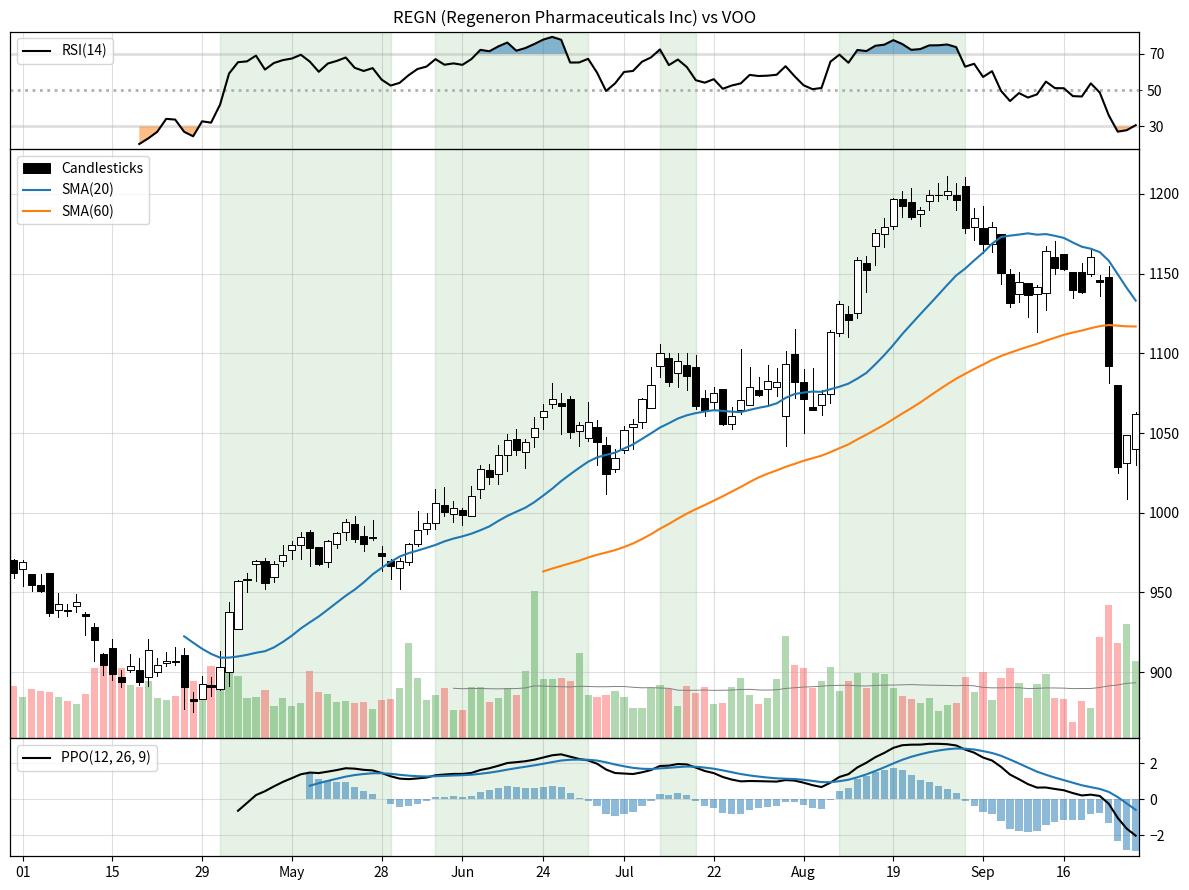 REGN (Regeneron Pharmaceuticals Inc) vs VOO
RSI(14)
70
50
30
Candlesticks
SMA(20)
SMA(60)
1200
1150
1100
1050
1000
950
900
PPO(12, 26, 9)
2
0
−2
01 15 29 May 28 Jun 24 Jul 22 Aug 19 Sep 16